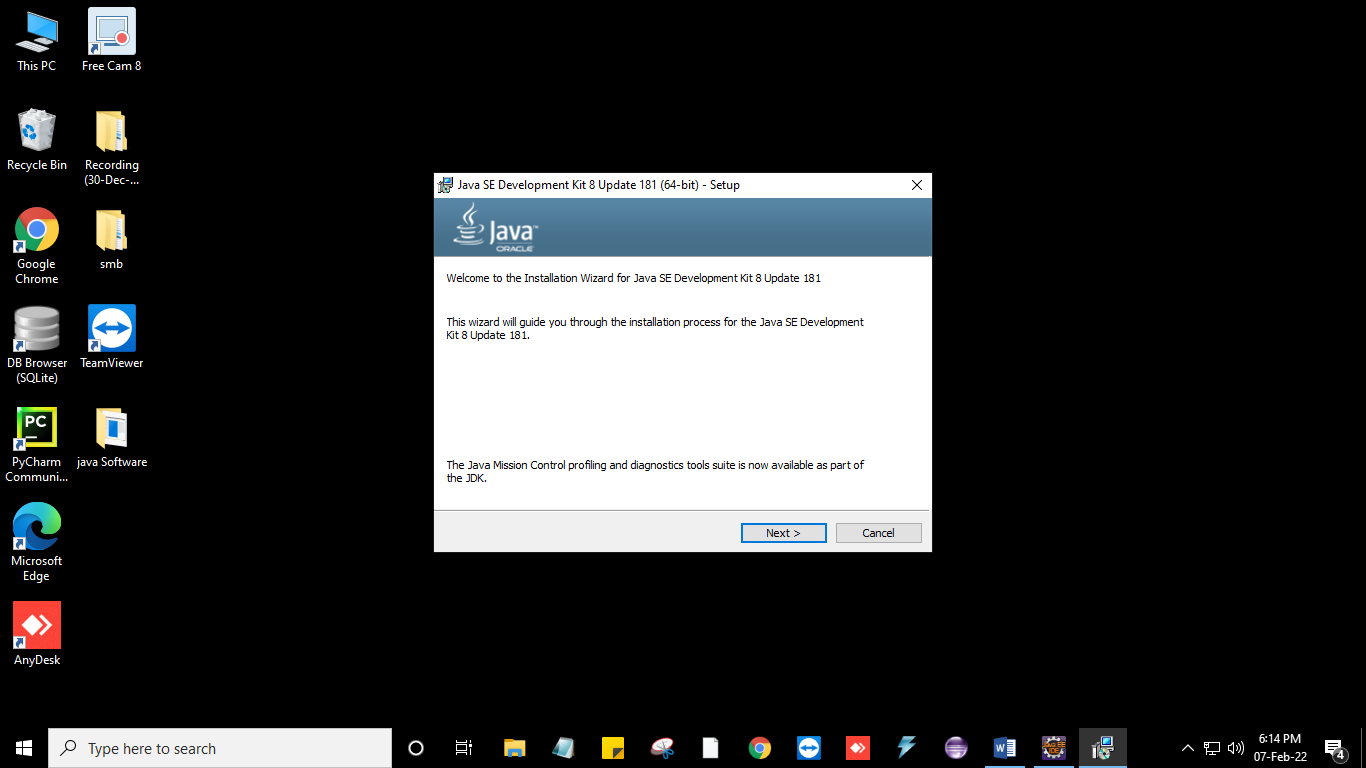 This PC
Free Cam 8
Recycle Bin
Recording
(30-Dec-...
Google
Chrome
smb
DB Browser
(SQLite)
TeamViewer
PC
PyCharm
Communi...
java Software
Microsoft
Edge
AnyDesk
Java SE Development Kit 8 Update 181 (64-bit) - Setup
Java™
ORACLE
Welcome to the Installation Wizard for Java SE Development Kit 8 Update 181
This wizard will guide you through the installation process for the Java SE Development
Kit 8 Update 181.
The Java Mission Control profiling and diagnostics tools suite is now available as part of
the JDK.
Next >
Cancel
Type here to search
W
6:14 PM
07-Feb-22
4